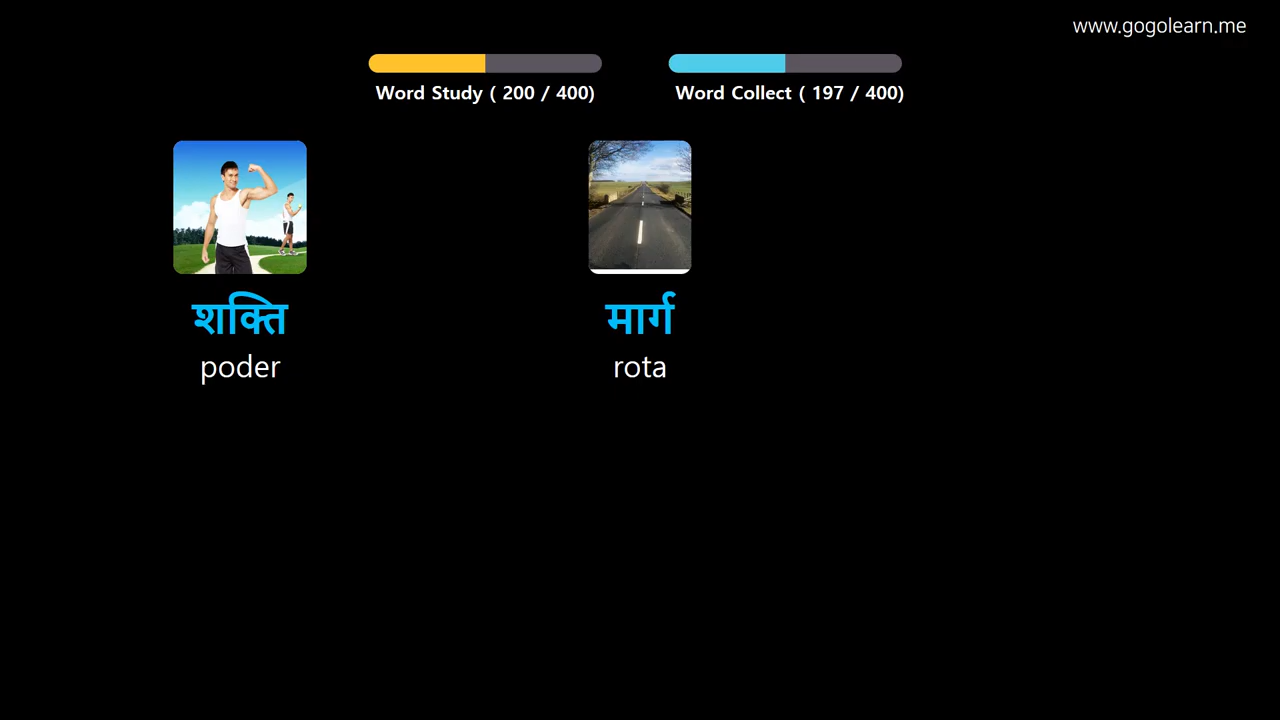 www.gogolearn.me
Word Study ( 200 / 400)
Word Collect ( 197 / 400)
शक्ति
poder
मार्ग
rota